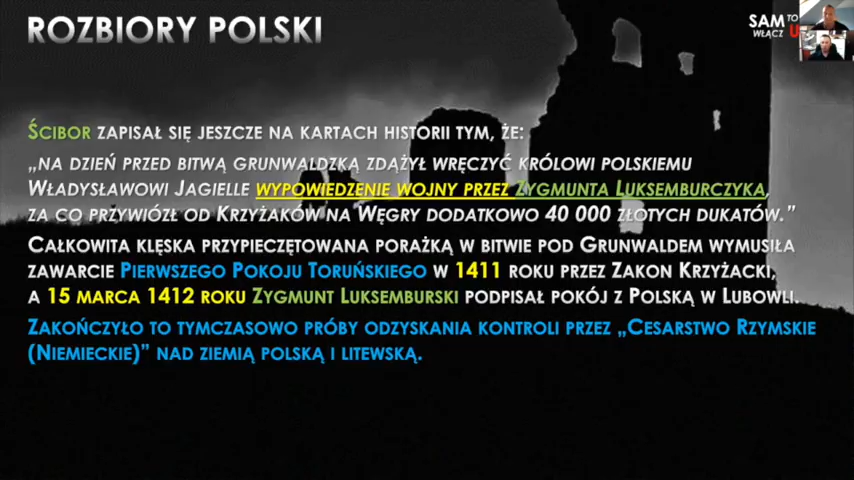 ROZBIORY POLSKI
SAM TO
WŁĄCZ U
ŚCIBOR ZAPISAŁ SIĘ JESZCZE NA KARTACH HISTORII TYM, ŻE:
„NA DZIEŃ PRZED BITWĄ GRUNWALDZKĄ ZDĄŻYŁ WRĘCZYĆ KRÓLOWI POLSKIEMU
WŁADYSŁAWOWI JAGIELLE WYPOWIEDZENIE WOJNY PRZEZ ZYGMUNTA LUKSEMBURCZYKA,
ZA CO PRZYWIÓZŁ OD KRZYŻAKÓW NA WĘGRY DODATKOWO 40 000 ZŁOTYCH DUKATÓW.”
CAŁKOWITA KLĘSKA PRZYPIECZĘTOWANA PORAŻKĄ W BITWIE POD GRUNWALDEM WYMUSIŁA
ZAWARCIE PIERWSZEGO POKOJU TORUŃSKIEGO W 1411 ROKU PRZEZ ZAKON KRZYŻACKI,
A 15 MARCA 1412 ROKU ZYGMUNT LUKSEMBURSKI PODPISAŁ POKÓJ Z POLSKĄ W LUBOWLI.
ZAKOŃCZYŁO TO TYMCZASOWO PRÓBY ODZYSKANIA KONTROLI PRZEZ „CESARSTWO RZYMSKIE
(NIEMIECKIE)” NAD ZIEMIĄ POLSKĄ I LITEWSKĄ.